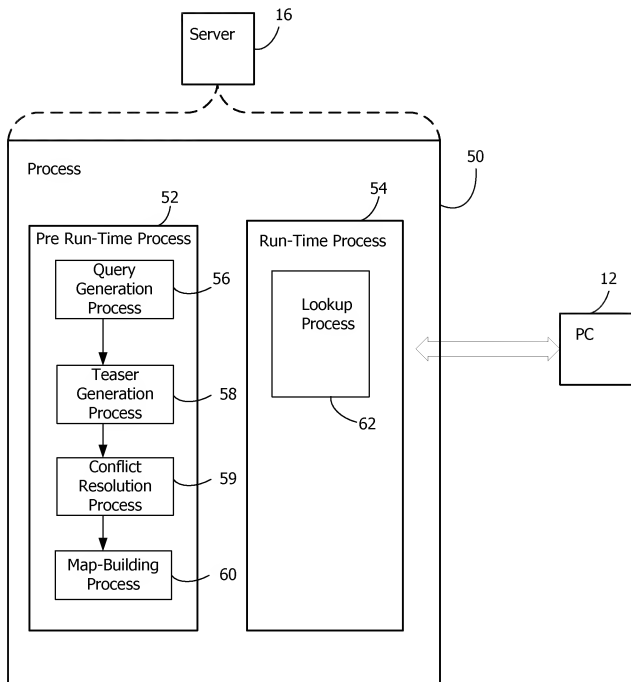 Server
16
Process
50
52
54
Pre Run-Time Process
Run-Time Process
Query
Generation
Process
56
Lookup
Process
12
PC
Teaser
Generation
Process
58
62
Conflict
Resolution
Process
59
Map-Building
Process
60